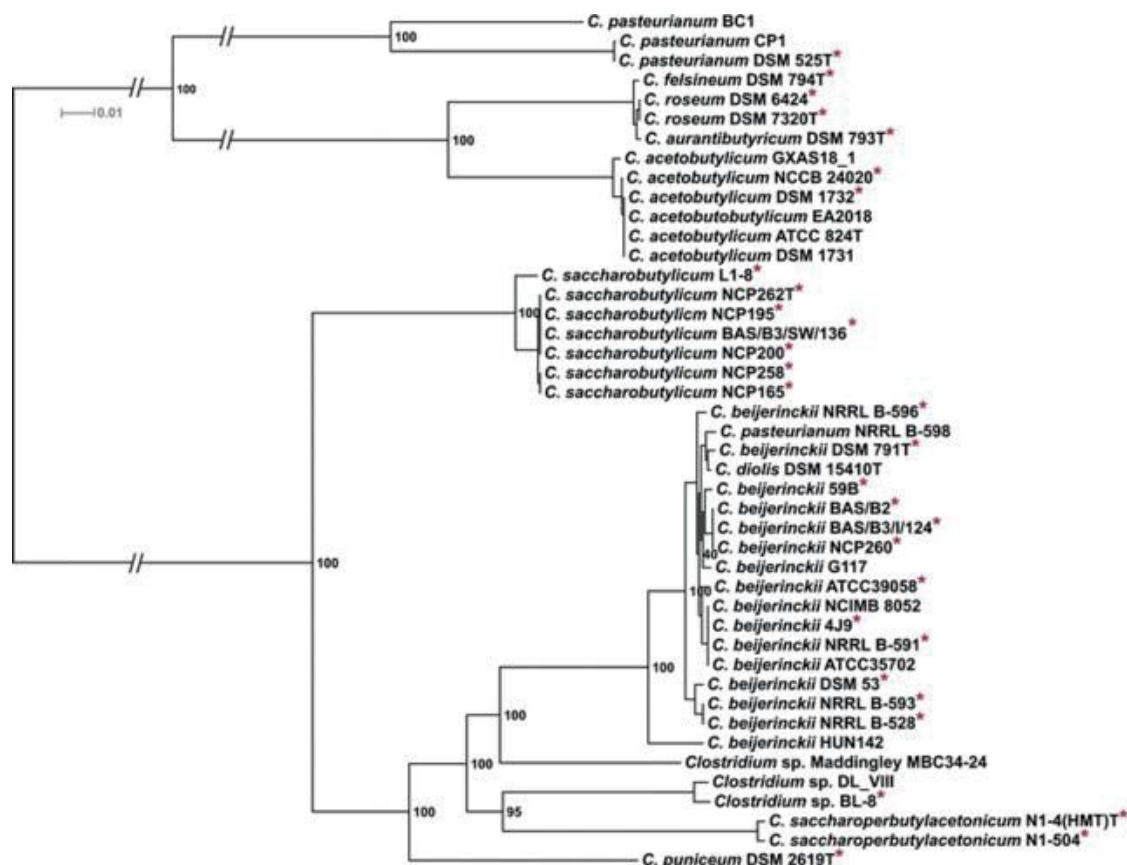 C. pasteurianum BC1
100
C. pasteurianum CP1
C. pasteurianum DSM 525T*
100
C. felsineum DSM 794T*
0.01
C. roseum DSM 6424*
C. roseum DSM 7320T*
100
C. aurantibutyricum DSM 793T*
C. acetobutylicum GXAS18_1
C. acetobutylicum NCCB 24020*
C. acetobutylicum DSM 1732*
C. acetobutobutylicum EA2018
C. acetobutylicum ATCC 824T
C. acetobutylicum DSM 1731
C. saccharobutylicum L1-8*
C. saccharobutylicum NCP262T*
100
C. saccharobutylicm NCP195*
C. saccharobutylicum BAS/B3/SW/136*
C. saccharobutylicum NCP200*
C. saccharobutylicum NCP258*
C. saccharobutylicum NCP165*
C. beijerinckii NRRL B-596*
C. pasteurianum NRRL B-598
C. beijerinckii DSM 791T*
C. diolis DSM 15410T
C. beijerinckii 59B*
C. beijerinckii BAS/B2*
C. beijerinckii BAS/B3/I/124*
40
C. beijerinckii NCP260*
100
C. beijerinckii G117
100
C. beijerinckii ATCC39058*
C. beijerinckii NCIMB 8052
C. beijerinckii 4J9*
C. beijerinckii NRRL B-591*
100
C. beijerinckii ATCC35702
C. beijerinckii DSM 53*
C. beijerinckii NRRL B-593*
100
C. beijerinckii NRRL B-528*
C. beijerinckii HUN142
100
Clostridium sp. Maddingley MBC34-24
Clostridium sp. DL_VIII
Clostridium sp. BL-8*
100
95
C. saccharoperbutylacetonicum N1-4(HMT)T*
C. saccharoperbutylacetonicum N1-504*
C. puniceum DSM 2619T*